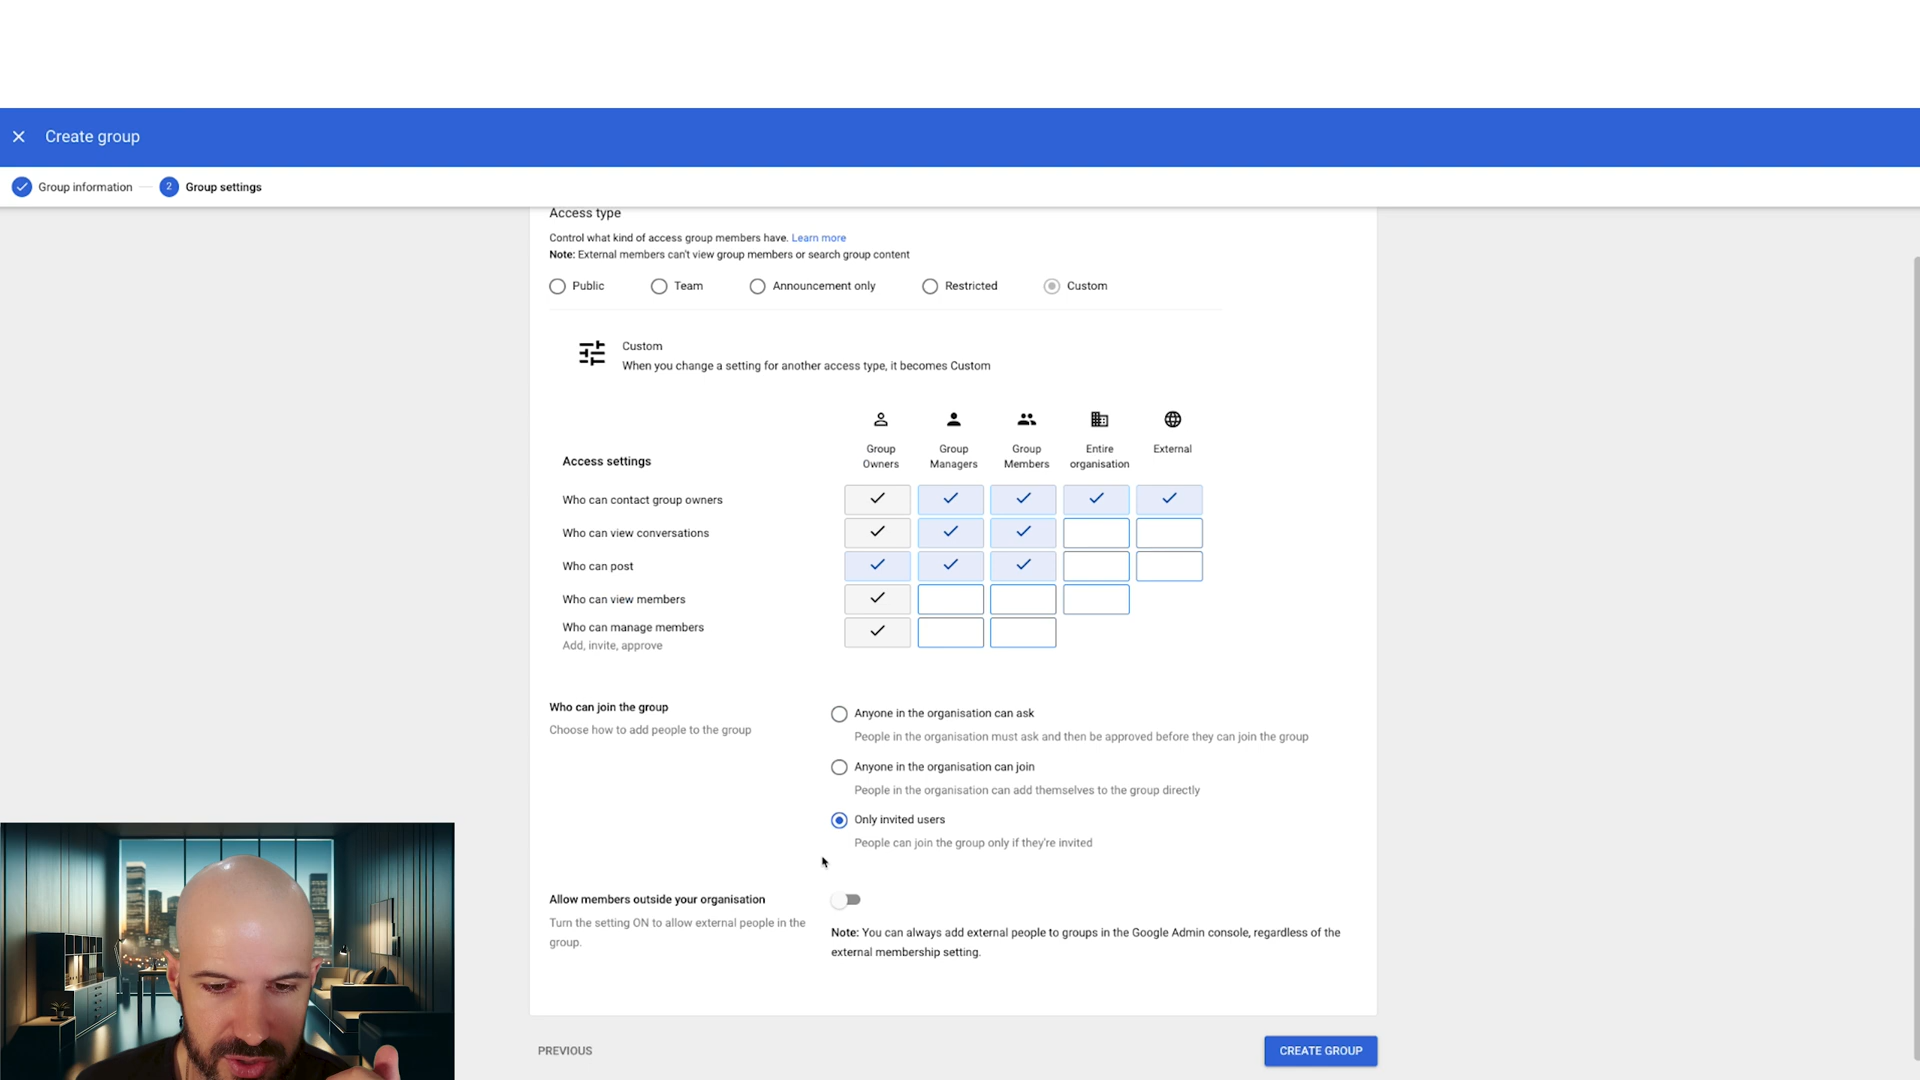 Create group
Group information
2 Group settings
Access type
Control what kind of access group members have. Learn more
Note: External members can't view group members or search group content
Public Team Announcement only Restricted Custom
Custom
When you change a setting for another access type, it becomes Custom
Access settings
Group Owners
Group Managers
Group Members
Entire organisation
External
Who can contact group owners
Who can view conversations
Who can post
Who can view members
Who can manage members
Add, invite, approve
Who can join the group
Choose how to add people to the group
Anyone in the organisation can ask
People in the organisation must ask and then be approved before they can join the group
Anyone in the organisation can join
People in the organisation can add themselves to the group directly
Only invited users
People can join the group only if they're invited
Allow members outside your organisation
Turn the setting ON to allow external people in the
group.
Note: You can always add external people to groups in the Google Admin console, regardless of the
external membership setting.
PREVIOUS
CREATE GROUP